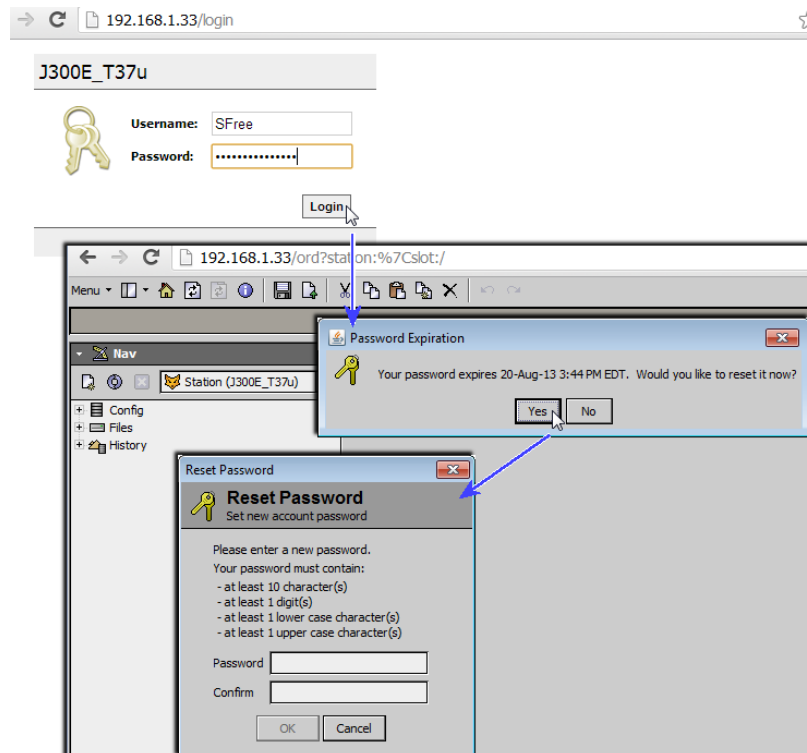 192.168.1.33/login
J300E_T37u
Username: SFree
Password: •••••••••••••••
Login
192.168.1.33/ord?station:%7Cslot:/
Menu
Password Expiration
Nav
Your password expires 20-Aug-13 3:44 PM EDT. Would you like to reset it now?
Station (J300E_T37u)
Yes No
Config
Files
History
Reset Password
Reset Password
Set new account password
Please enter a new password.
Your password must contain:
- at least 10 character(s)
- at least 1 digit(s)
- at least 1 lower case character(s)
- at least 1 upper case character(s)
Password
Confirm
OK Cancel